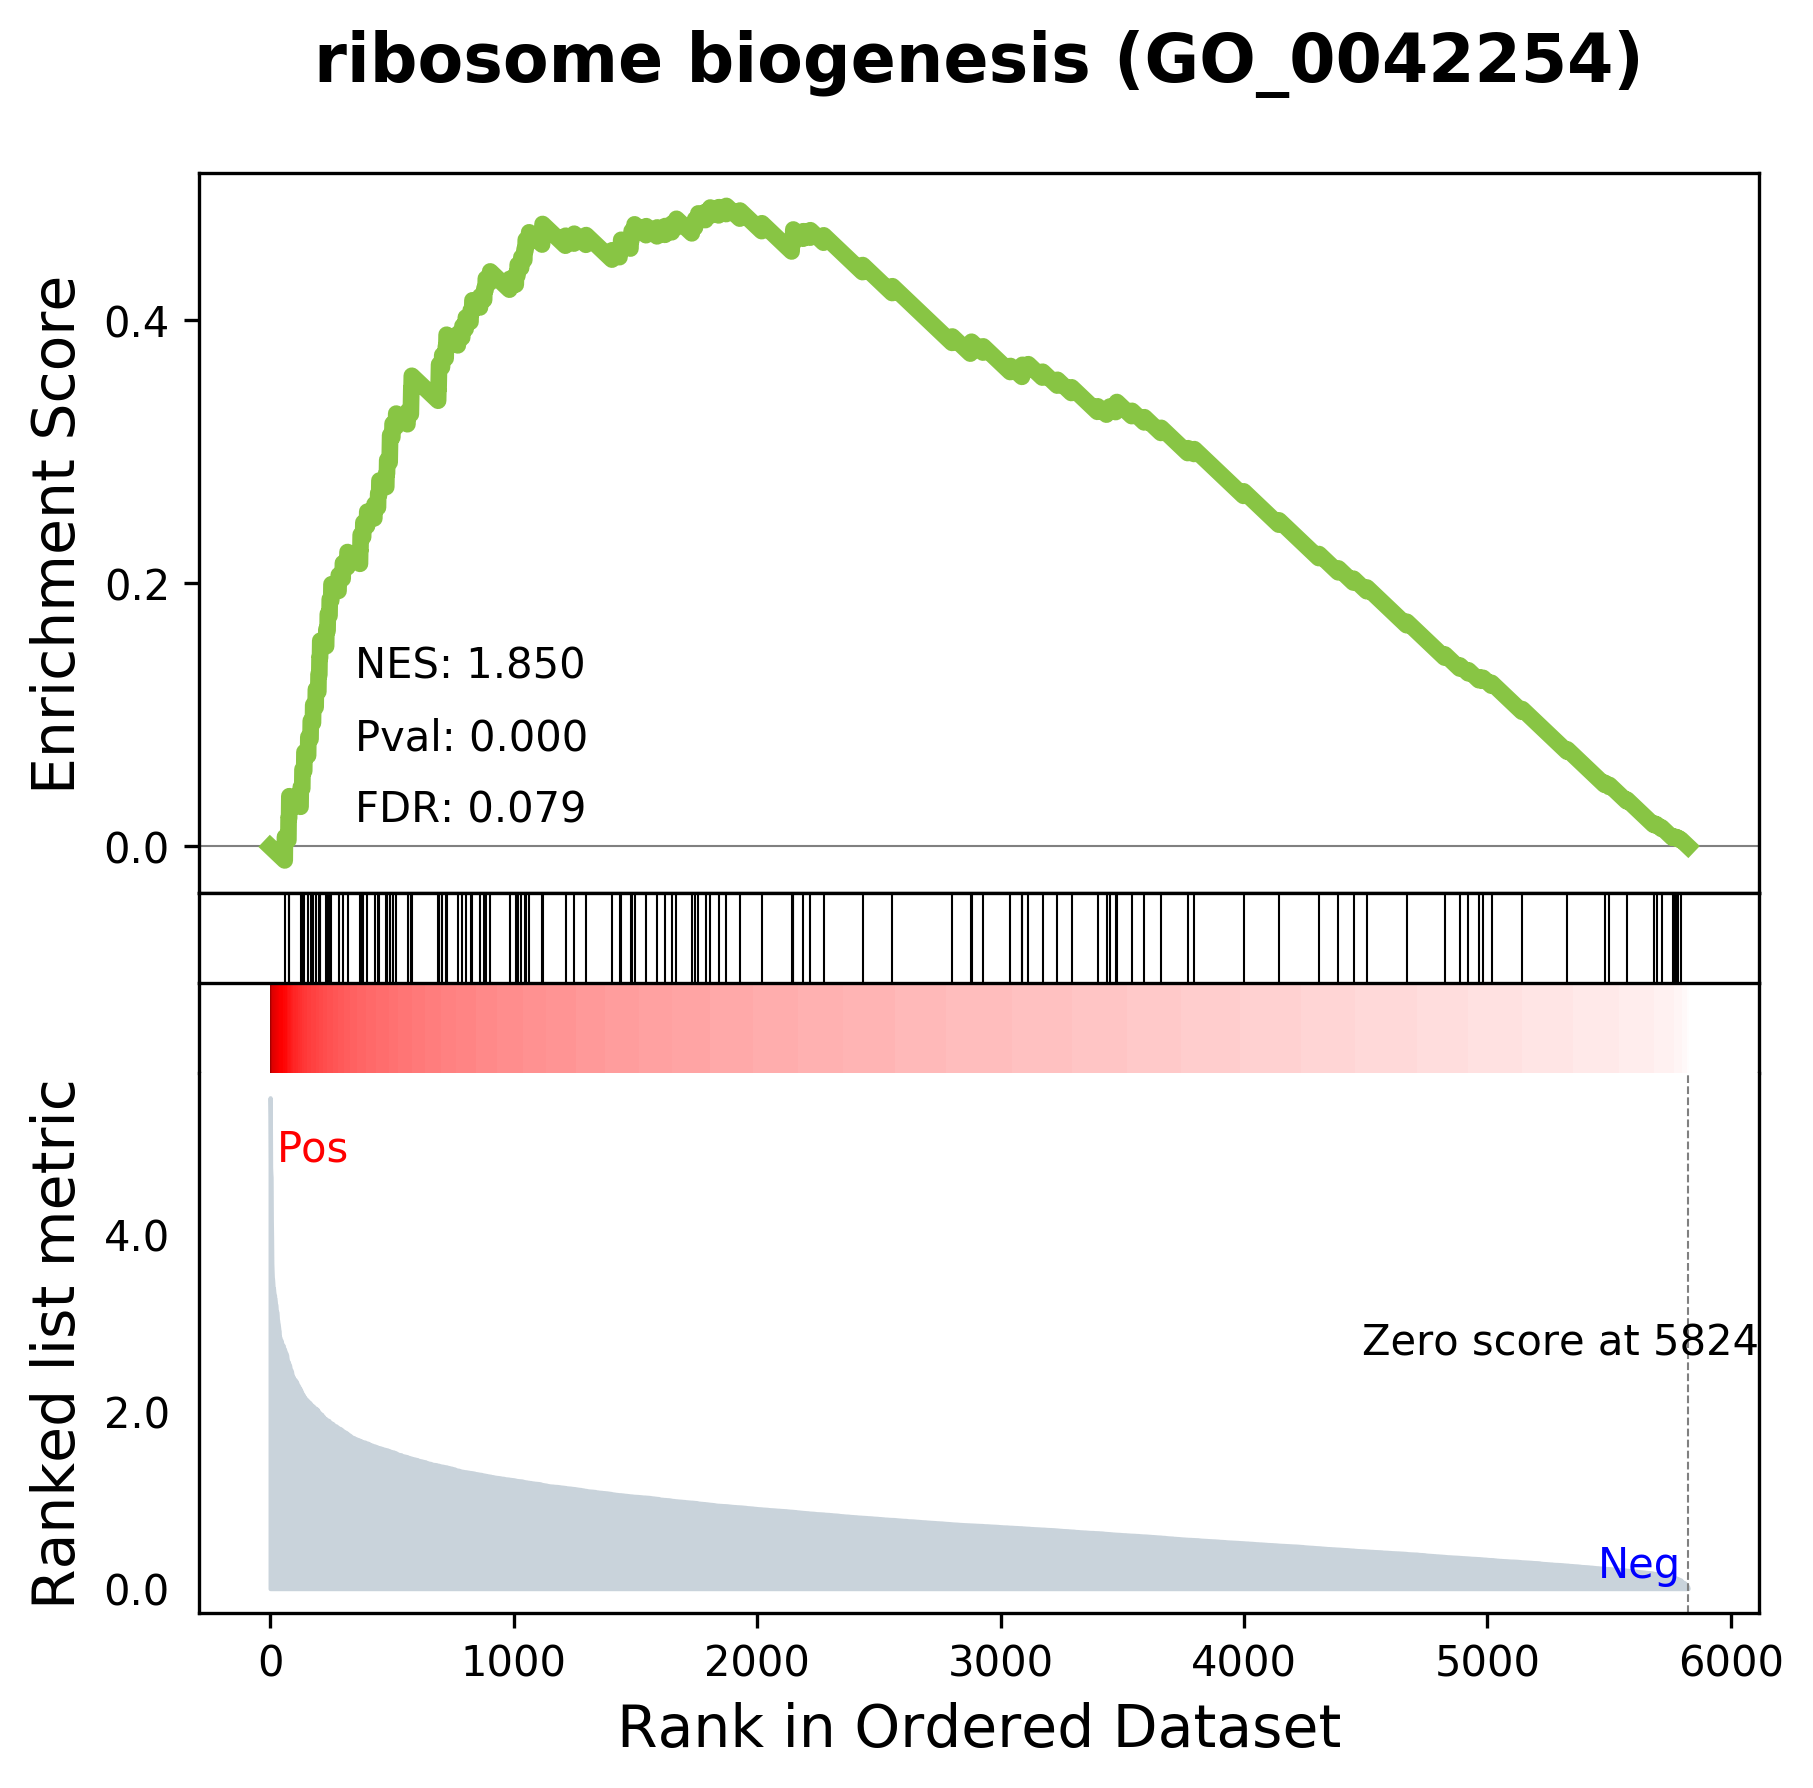 ribosome biogenesis (GO_0042254)
Enrichment Score
0.4
0.2
0.0
NES: 1.850
Pval: 0.000
FDR: 0.079
Ranked list metric
Pos
4.0
2.0
0.0
Zero score at 5824
Neg
0 1000 2000 3000 4000 5000 6000
Rank in Ordered Dataset